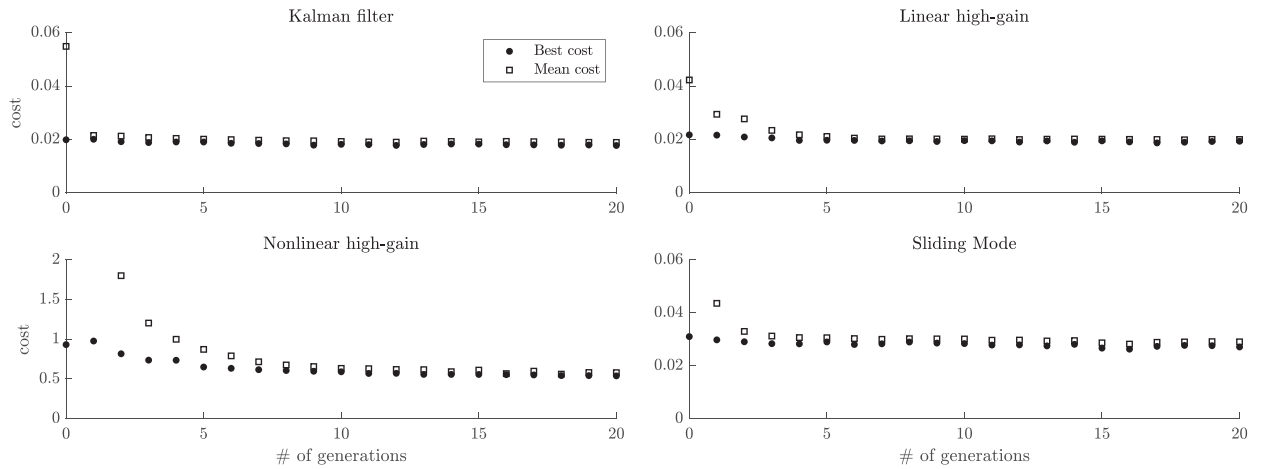 Kalman filter
0.06
0.04
0.02
0
cost
0 5 10 15 20
Best cost
Mean cost
Linear high-gain
0.06
0.04
0.02
0
0 5 10 15 20
Nonlinear high-gain
2
1.5
1
0.5
0
cost
0 5 10 15 20
# of generations
Sliding Mode
0.06
0.04
0.02
0
0 5 10 15 20
# of generations